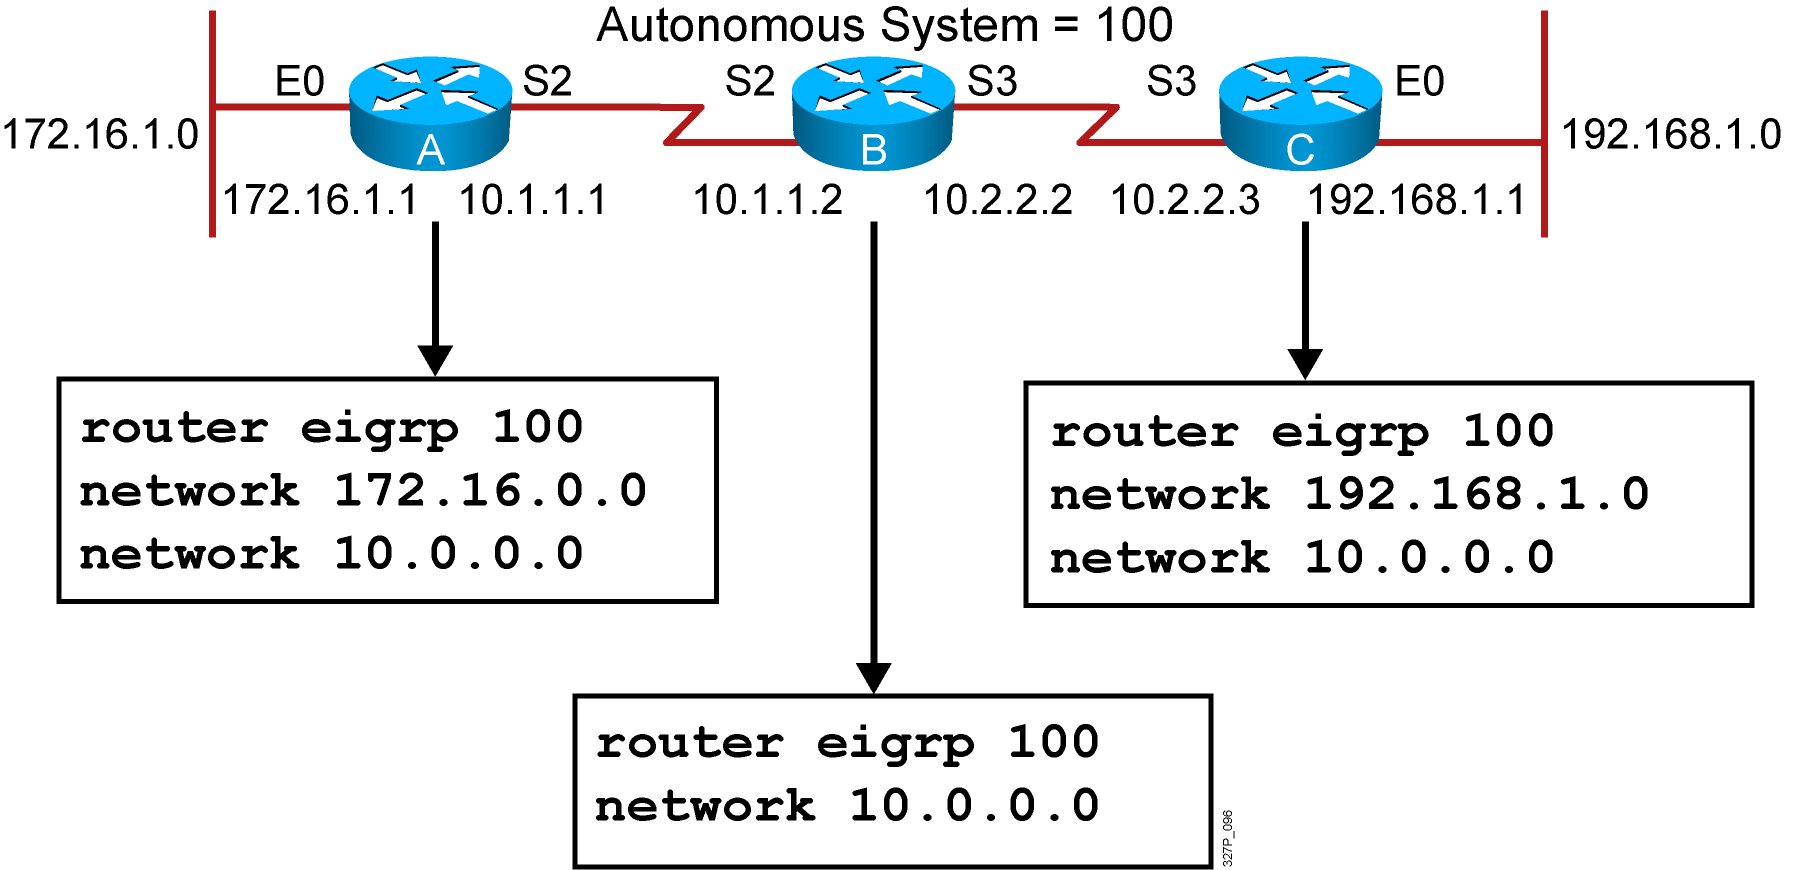 Autonomous System = 100
E0
S2
S2
S3
S3
E0
172.16.1.0
A
B
C
192.168.1.0
172.16.1.1
10.1.1.1
10.1.1.2
10.2.2.2
10.2.2.3
192.168.1.1
router eigrp 100
network 172.16.0.0
network 10.0.0.0
router eigrp 100
network 192.168.1.0
network 10.0.0.0
router eigrp 100
network 10.0.0.0
327P_096